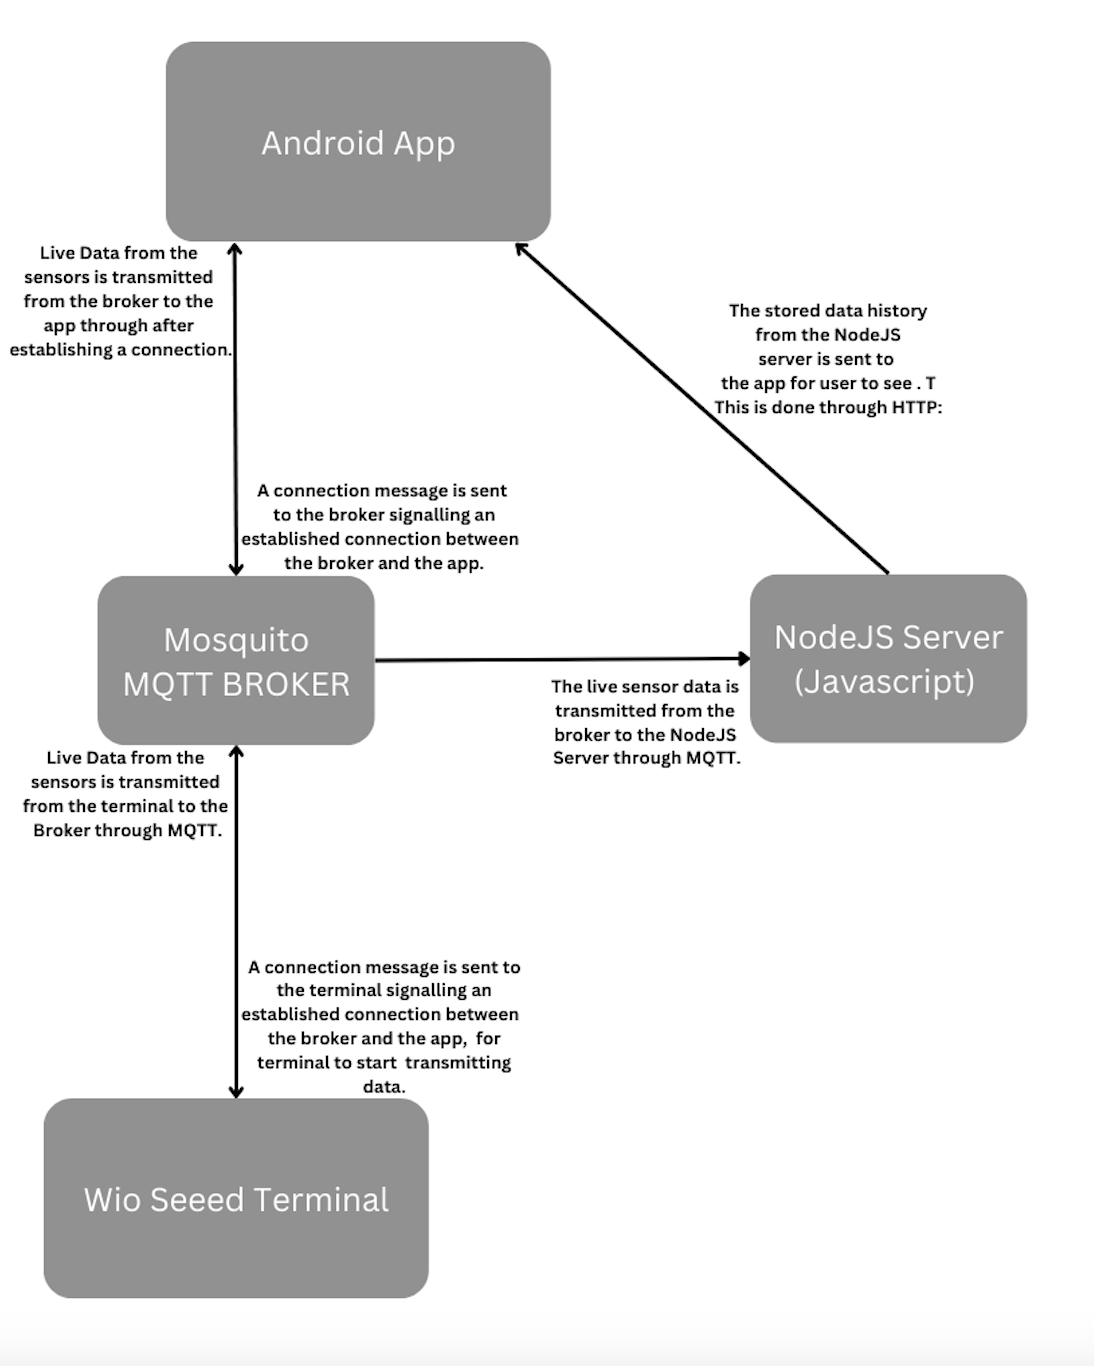 Android App
Live Data from the
sensors is transmitted
from the broker to the
app through after
establishing a connection.
The stored data history
from the NodeJS
server is sent to
the app for user to see . T
This is done through HTTP:
A connection message is sent
to the broker signalling an
established connection between
the broker and the app.
Mosquito
MQTT BROKER
NodeJS Server
(Javascript)
The live sensor data is
transmitted from the
broker to the NodeJS
Server through MQTT.
Live Data from the
sensors is transmitted
from the terminal to the
Broker through MQTT.
A connection message is sent to
the terminal signalling an
established connection between
the broker and the app, for
terminal to start transmitting
data.
Wio Seeed Terminal